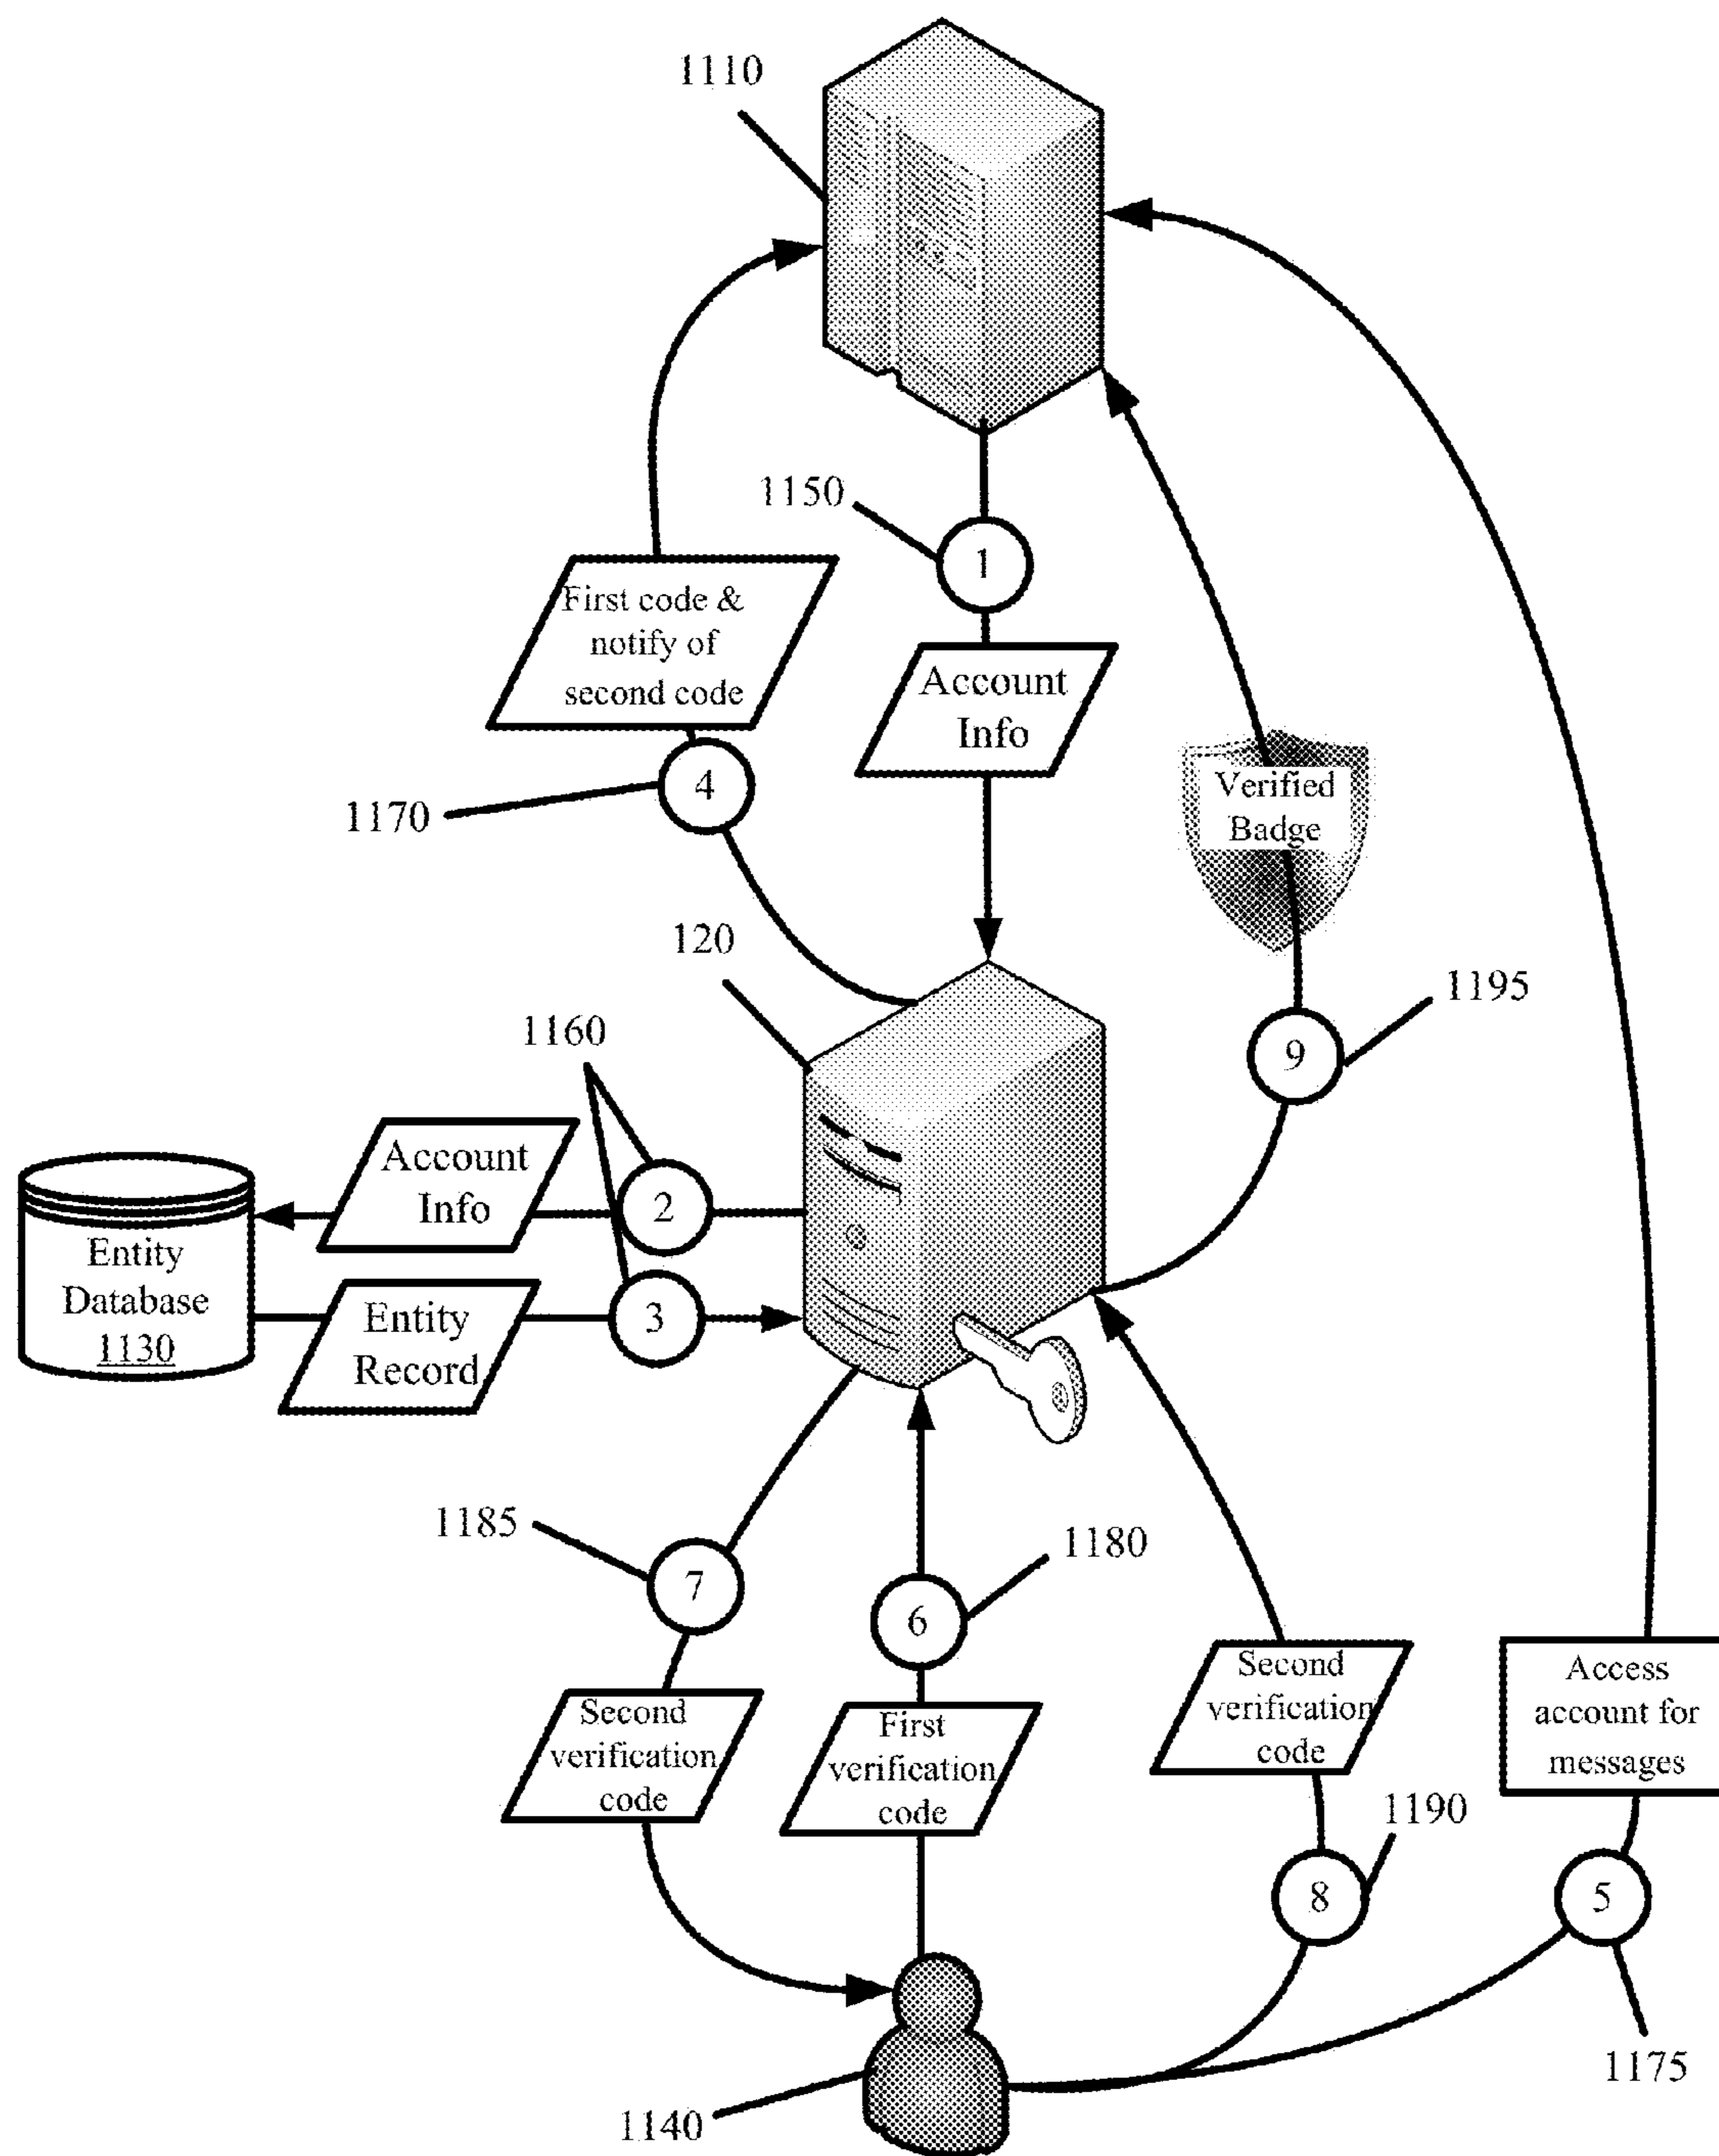 1110
1150
1
First code &
notify of
second code
Account
Info
4
1170
Verified
Badge
120
1195
9
1160
Account
Info
2
Entity
Database
1130
Entity
Record
3
1185
7
1180
6
Second
verification
code
First
verification
code
Second
verification
code
Access
account for
messages
1190
8
5
1175
1140